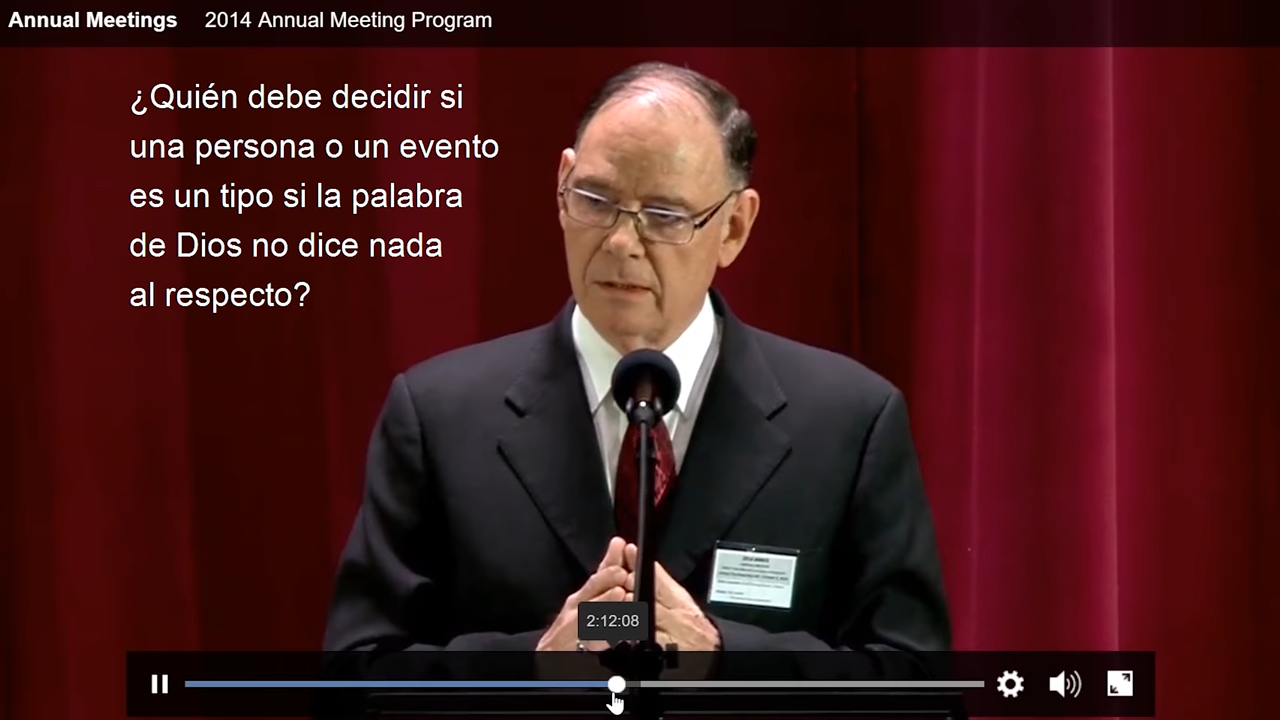 Annual Meetings 2014 Annual Meeting Program
¿Quién debe decidir si
una persona o un evento
es un tipo si la palabra
de Dios no dice nada
al respecto?
2:12:08